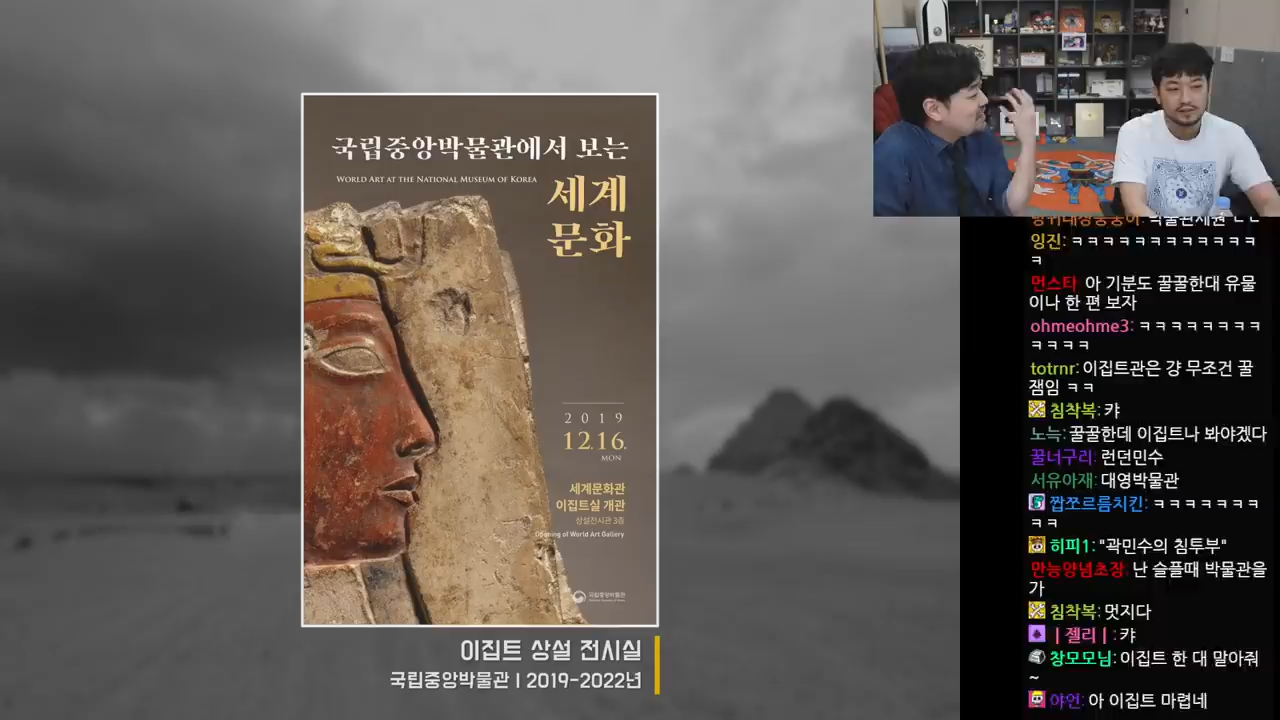 국립중앙박물관에서 보는
WORLD ART AT THE NATIONAL MUSEUM OF KOREA
세계
문화
2019
12.16.
MON
세계문화관
이집트실 개관
상설전시관 3층
Opening of World Art Gallery
국립중앙박물관
이집트 상설 전시실
국립중앙박물관 | 2019-2022년
잉진: ㅋㅋㅋㅋㅋㅋㅋㅋㅋㅋㅋㅋ
ㅋ
먼스티: 아 기분도 꿀꿀한대 유물
이나 한 편 보자
ohmeohme3: ㅋㅋㅋㅋㅋㅋㅋㅋ
ㅋㅋㅋㅋ
totrnr: 이집트관은 걍 무조건 꿀
잼임 ㅋㅋ
침착복: 캬
노늑: 꿀꿀한데 이집트나 봐야겠다
꿀너구리: 런던민수
서유아재: 대영박물관
짭쪼르름치킨: ㅋㅋㅋㅋㅋㅋㅋ
ㅋㅋ
히피1: "곽민수의 침투부"
만능양념초장: 난 슬플때 박물관을
가
침착복: 멋지다
| 젤리 |: 캬
창모모님: 이집트 한 대 말아줘
~
야언: 아 이집트 마렵네